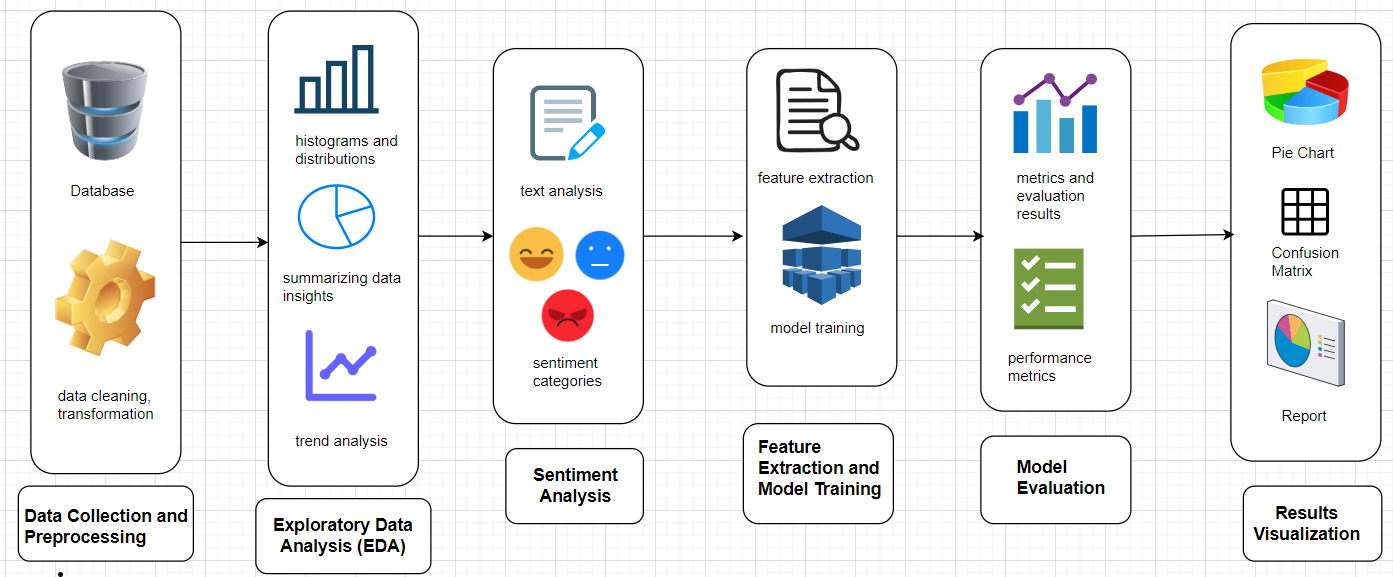 Database
data cleaning,
transformation
Data Collection and
Preprocessing
histograms and
distributions
summarizing data
insights
trend analysis
Exploratory Data
Analysis (EDA)
text analysis
sentiment
categories
Sentiment
Analysis
feature extraction
model training
Feature
Extraction and
Model Training
metrics and
evaluation
results
performance
metrics
Model
Evaluation
Pie Chart
Confusion
Matrix
Report
Results
Visualization